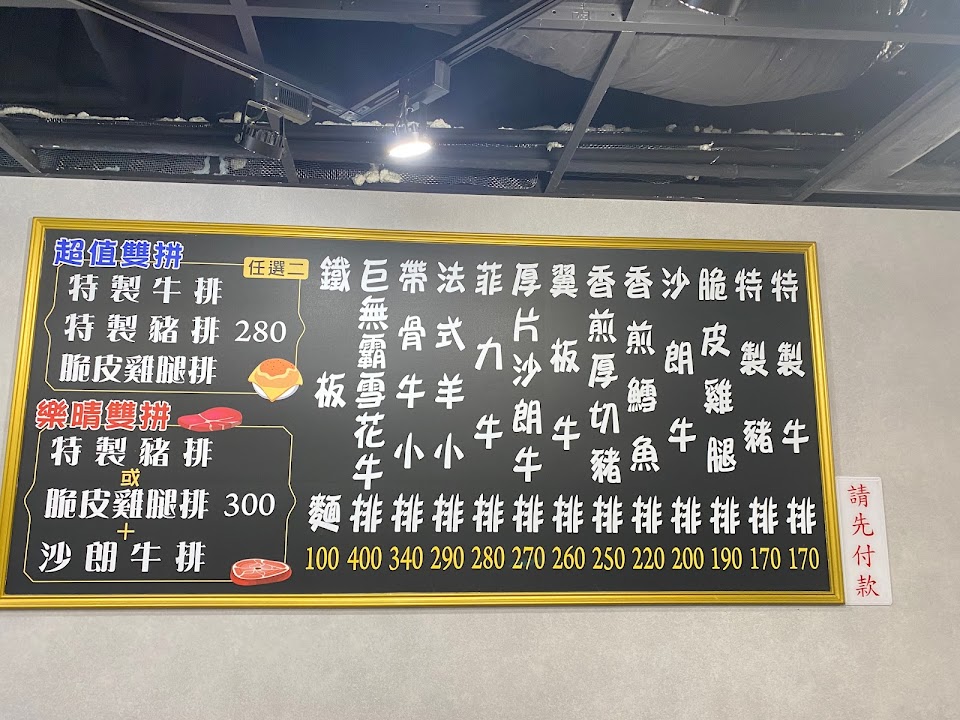 超值雙拼
任選二
特製牛排
特製豬排 280
脆皮雞腿排
樂晴雙拼
特製豬排
或
脆皮雞腿排 300
+
沙朗牛排
特製牛排 170
特製豬排 170
脆皮雞腿排 190
沙朗牛排 200
香煎鱈魚排 220
香煎厚切豬排 250
翼板牛排 260
厚片沙朗牛排 270
菲力牛排 280
法式羊小排 290
帶骨牛小排 340
巨無霸雪花牛排 400
鐵板麵 100
請先付款